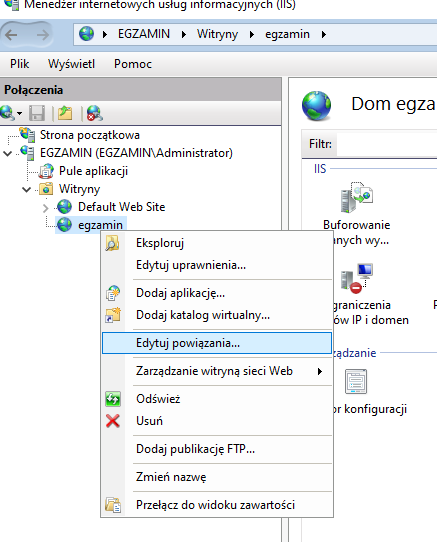 Menedżer internetowych usług informacyjnych (IIS)
EGZAMIN
Witryny
egzamin
Plik Wyświetl Pomoc
Połączenia
Strona początkowa
EGZAMIN (EGZAMIN\Administrator)
Pule aplikacji
Witryny
Default Web Site
egzamin
Eksploruj
Edytuj uprawnienia...
Dodaj aplikację...
Dodaj katalog wirtualny...
Edytuj powiązania...
Zarządzanie witryną sieci Web
Odśwież
Usuń
Dodaj publikację FTP...
Zmień nazwę
Przełącz do widoku zawartości
Dom egza
Filtr:
IIS
Buforowanie
nych wy...
graniczenia
ów IP i domen
ządzanie
or konfiguracji